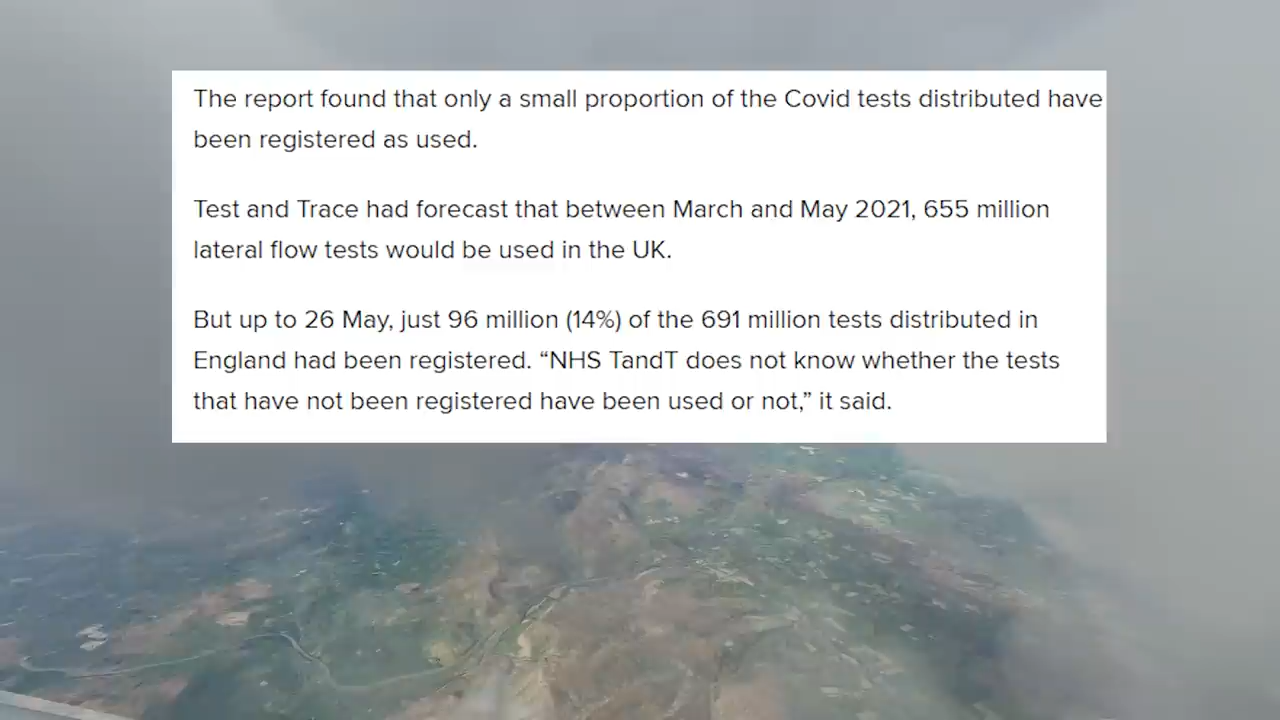 The report found that only a small proportion of the Covid tests distributed have
been registered as used.
Test and Trace had forecast that between March and May 2021, 655 million
lateral flow tests would be used in the UK.
But up to 26 May, just 96 million (14%) of the 691 million tests distributed in
England had been registered. “NHS TandT does not know whether the tests
that have not been registered have been used or not,” it said.